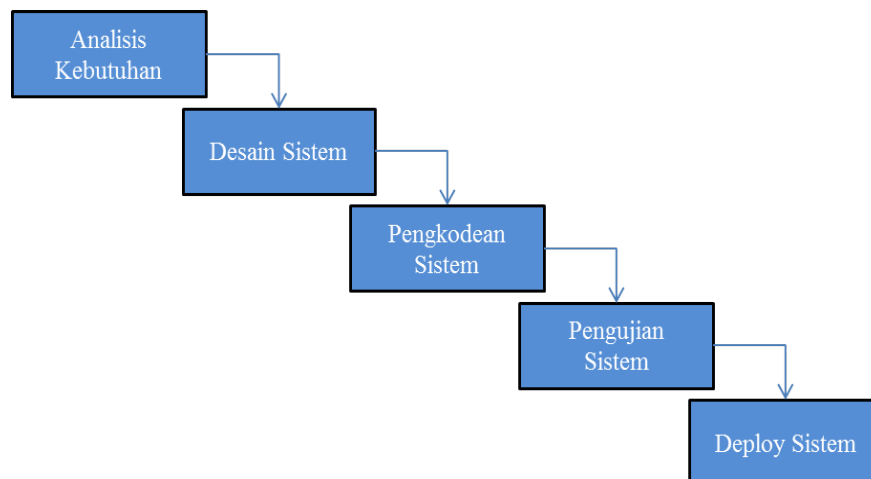 Analisis
Kebutuhan
Desain Sistem
Pengkodean
Sistem
Pengujian
Sistem
Deploy Sistem